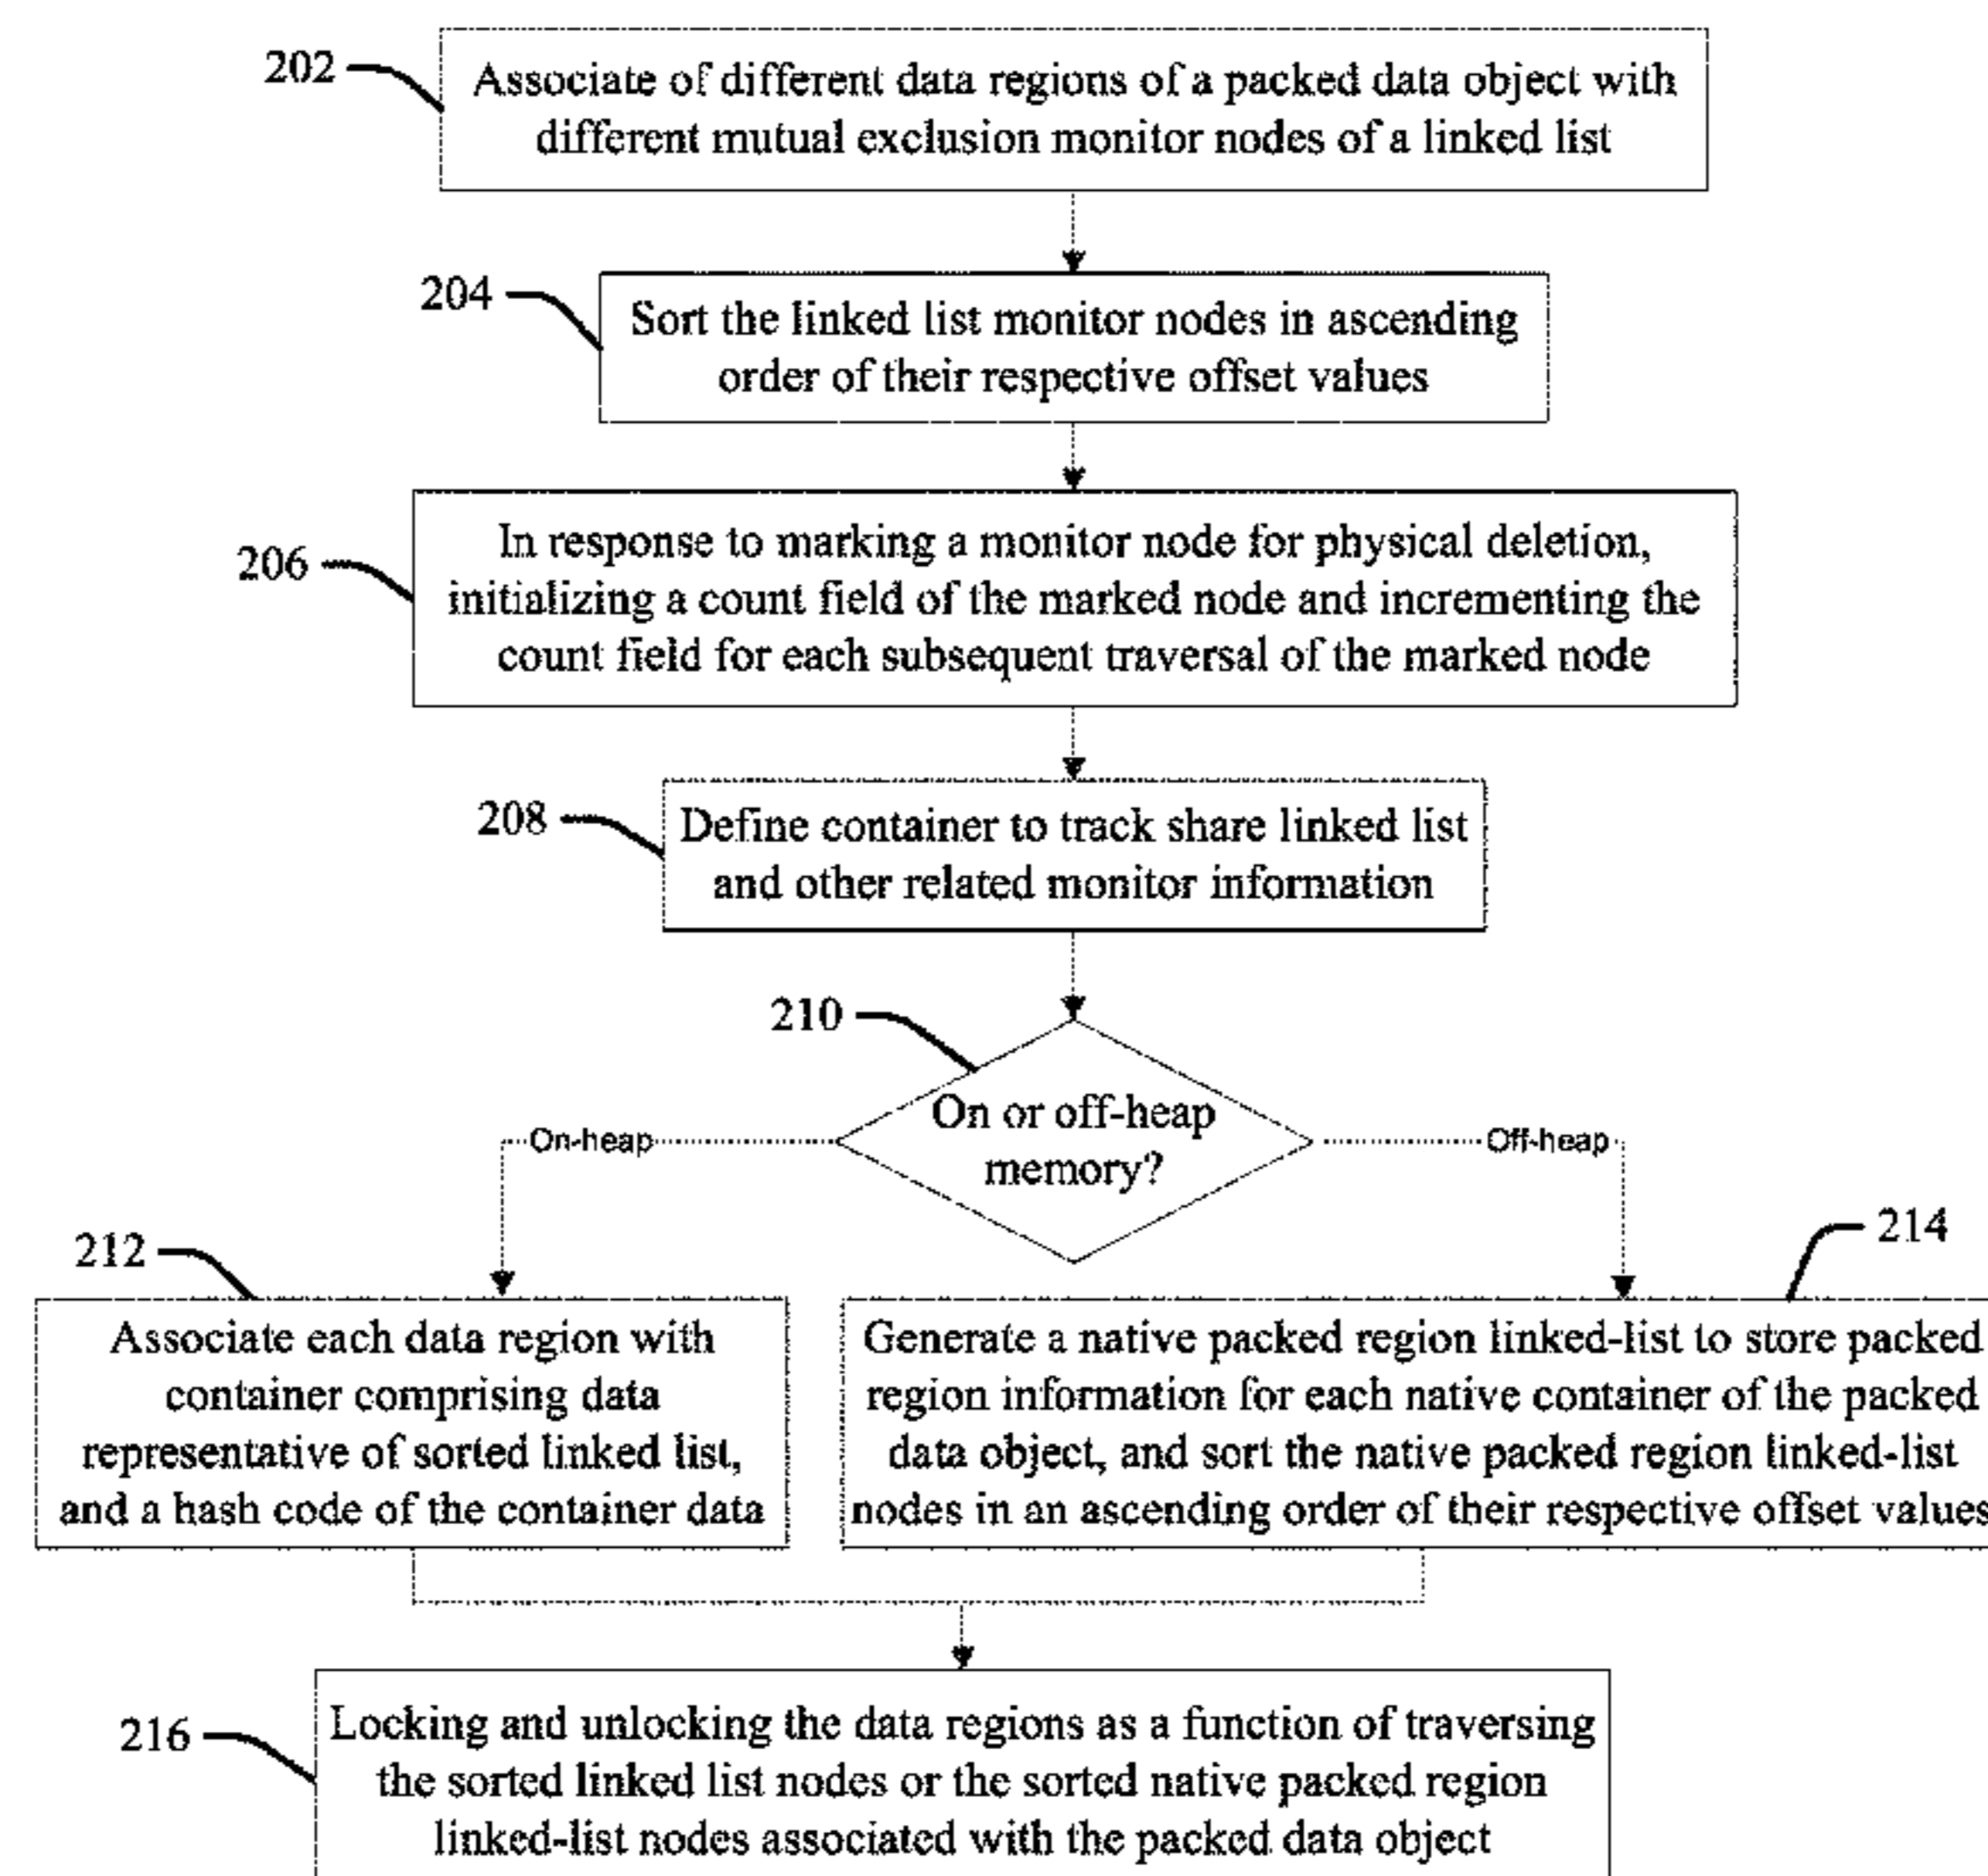 202
Associate of different data regions of a packed data object with
different mutual exclusion monitor nodes of a linked list
204
Sort the linked list monitor nodes in ascending
order of their respective offset values
206
In response to marking a monitor node for physical deletion,
initializing a count field of the marked node and incrementing the
count field for each subsequent traversal of the marked node
208
Define container to track share linked list
and other related monitor information
210
On or off-heap
memory?
On-heap
Off-heap
212
Associate each data region with
container comprising data
representative of sorted linked list,
and a hash code of the container data
214
Generate a native packed region linked-list to store packed
region information for each native container of the packed
data object, and sort the native packed region linked-list
nodes in an ascending order of their respective offset values
216
Locking and unlocking the data regions as a function of traversing
the sorted linked list nodes or the sorted native packed region
linked-list nodes associated with the packed data object